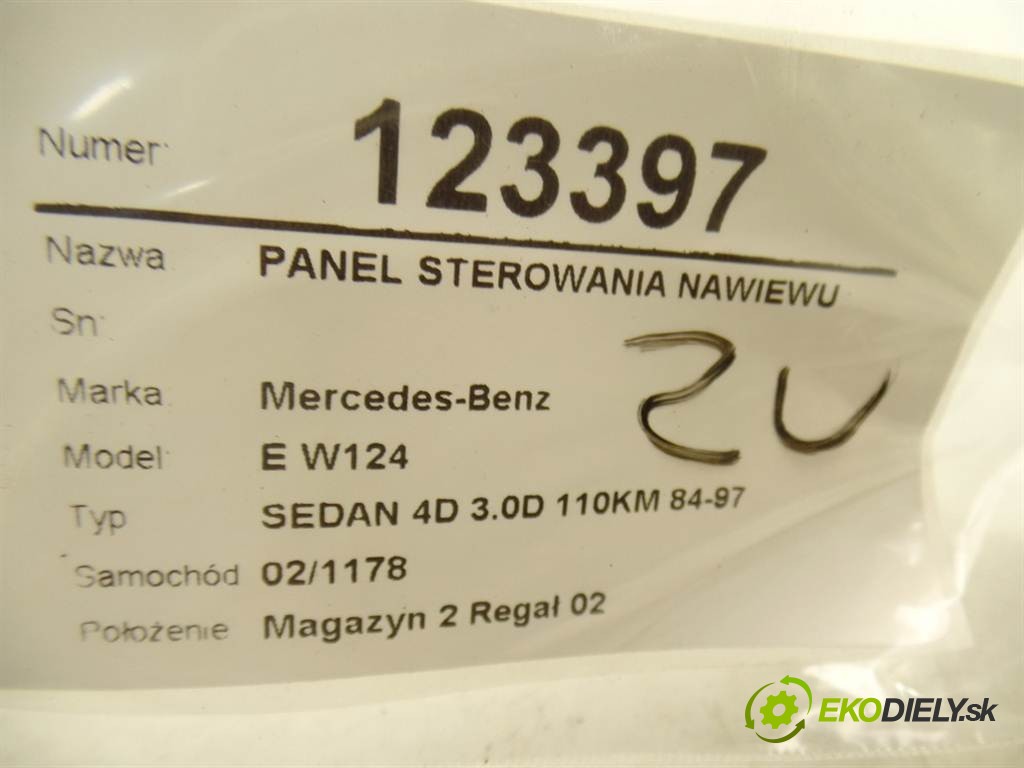 Numer: 123397
Nazwa PANEL STEROWANIA NAWIEWU
Sn:
Marka Mercedes-Benz
Model: E W124
Typ SEDAN 4D 3.0D 110KM 84-97
Samochód 02/1178
Położenie Magazyn 2 Regał 02
EKODIELY.sk